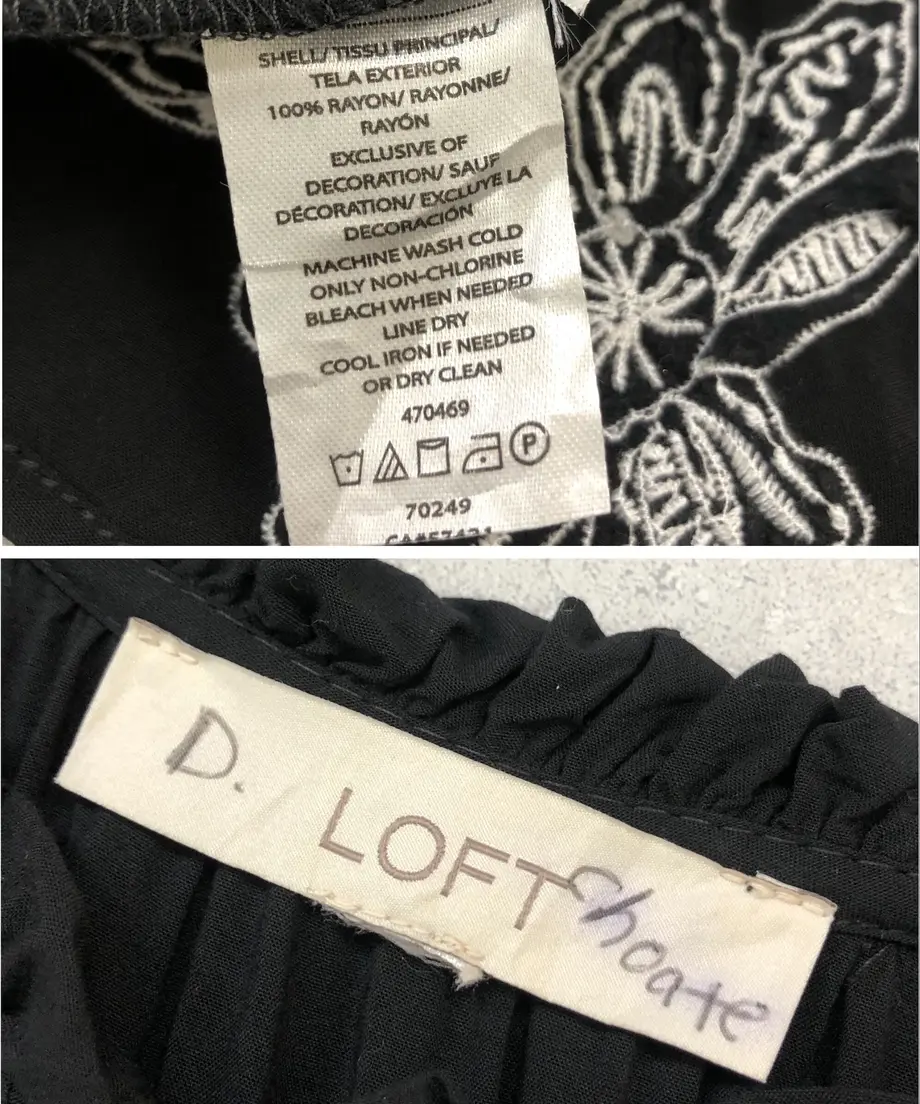 SHELL/ TISSU PRINCIPAL/
TELA EXTERIOR
100% RAYON/ RAYONNE/
RAYÓN
EXCLUSIVE OF
DECORATION/ SAUF
DÉCORATION/ EXCLUYE LA
DECORACIÓN
MACHINE WASH COLD
ONLY NON-CHLORINE
BLEACH WHEN NEEDED
LINE DRY
COOL IRON IF NEEDED
OR DRY CLEAN
470469
P
70249
D. LOFT Choate